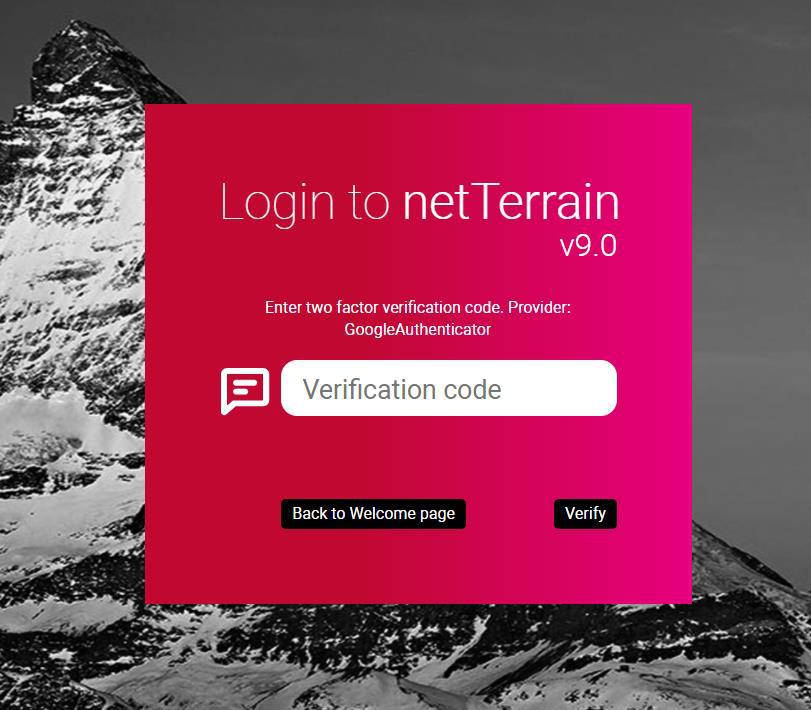 Login to netTerrain
v9.0
Enter two factor verification code. Provider:
GoogleAuthenticator
Verification code
Back to Welcome page
Verify